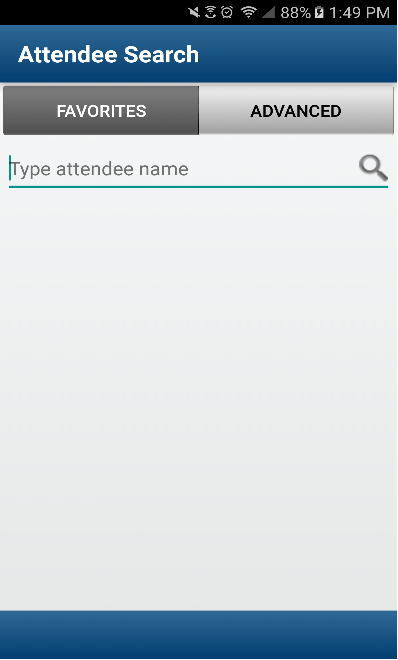 88% 1:49 PM
Attendee Search
FAVORITES ADVANCED
Type attendee name